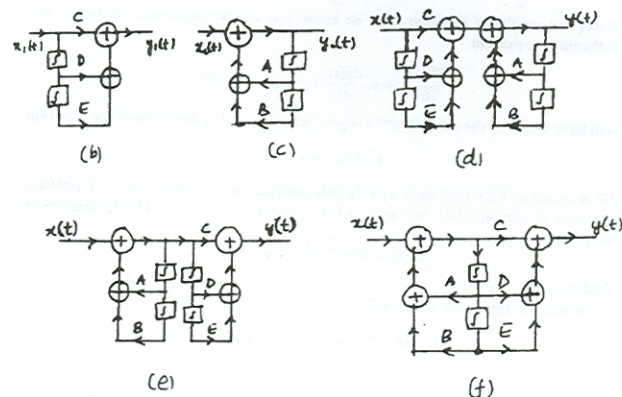 C
x₁(t) y₁(t)
D
E
(b)
x₂(t) y₂(t)
A
B
(c)
x(t) C y(t)
D A
E B
(d)
x(t) C y(t)
A D
B E
(e)
x(t) C y(t)
A D
B E
(f)